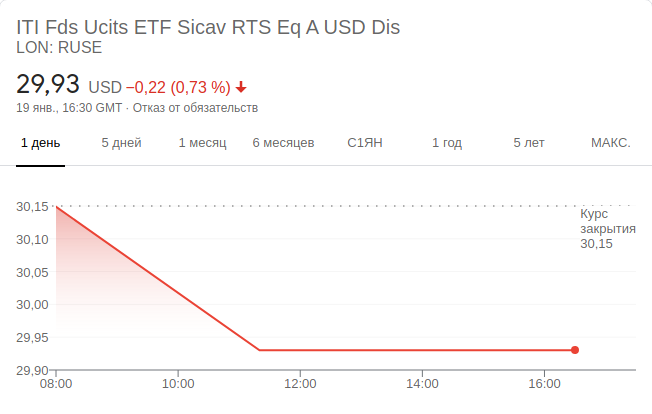 ITI Fds Ucits ETF Sicav RTS Eq A USD Dis
LON: RUSE
29,93 USD −0,22 (0,73 %)
19 янв., 16:30 GMT · Отказ от обязательств
1 день 5 дней 1 месяц 6 месяцев С1ЯН 1 год 5 лет МАКС.
30,15
Курс
закрытия
30,15
30,10
30,05
30,00
29,95
29,90
08:00 10:00 12:00 14:00 16:00